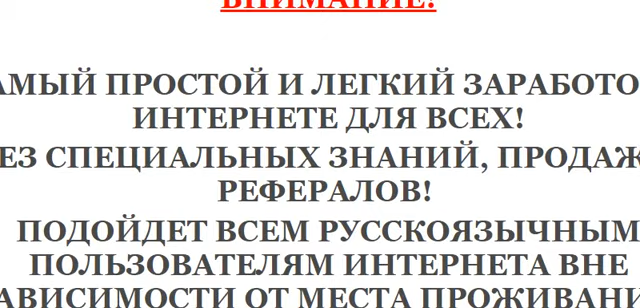 ВНИМАНИЕ!
АМЫЙ ПРОСТОЙ И ЛЕГКИЙ ЗАРАБОТО
ИНТЕРНЕТЕ ДЛЯ ВСЕХ!
ЕЗ СПЕЦИАЛЬНЫХ ЗНАНИЙ, ПРОДАЖ
РЕФЕРАЛОВ!
ПОДОЙДЕТ ВСЕМ РУССКОЯЗЫЧНЫМ
ПОЛЬЗОВАТЕЛЯМ ИНТЕРНЕТА ВНЕ
АВИСИМОСТИ ОТ МЕСТА ПРОЖИВАНИ